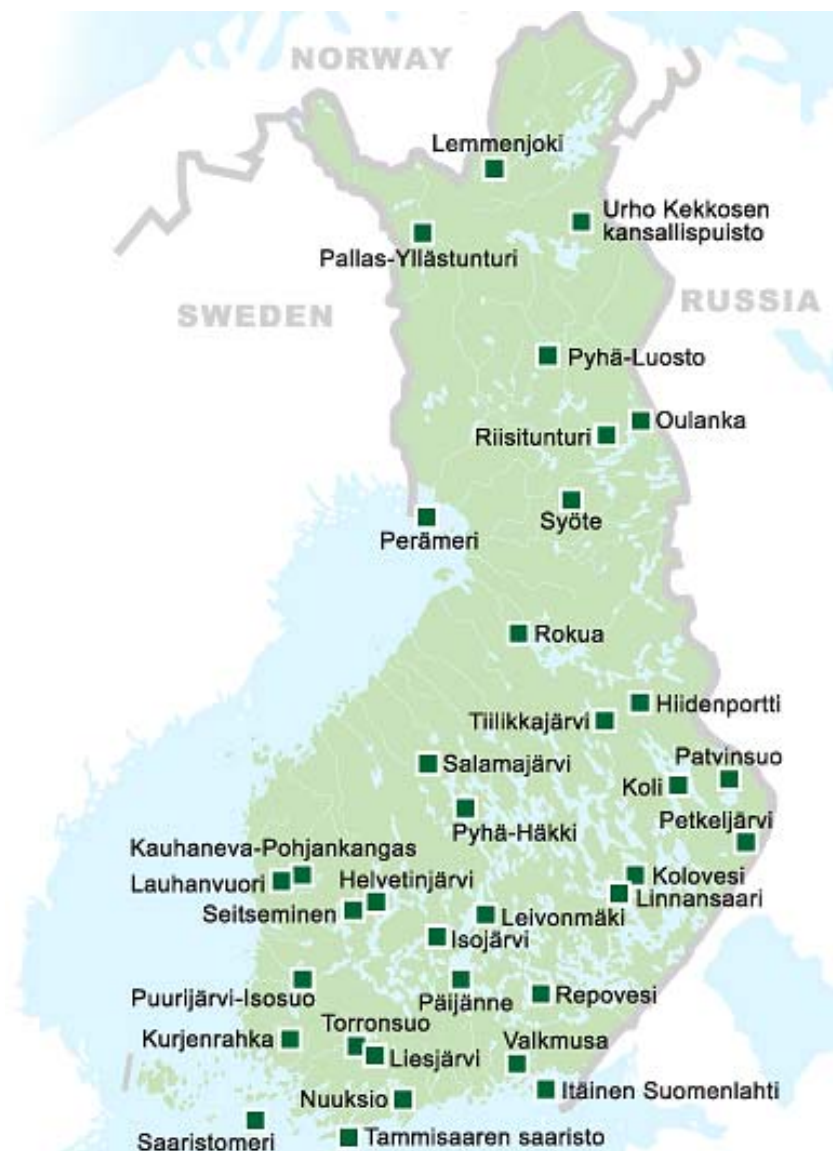 NORWAY
Lemmenjoki
Urho Kekkosen
kansallispuisto
Pallas-Yllästunturi
SWEDEN
RUSSIA
Pyhä-Luosto
Oulanka
Riisitunturi
Syöte
Perämeri
Rokua
Hiidenportti
Tiilikkajärvi
Patvinsuo
Salamajärvi
Koli
Pyhä-Häkki
Petkeljärvi
Kauhaneva-Pohjankangas
Lauhanvuori
Helvetinjärvi
Kolovesi
Linnansaari
Seitseminen
Leivonmäki
Isojärvi
Puurijärvi-Isosuo
Päijänne
Repovesi
Torronsuo
Kurjenrahka
Valkmusa
Liesjärvi
Itäinen Suomenlahti
Nuuksio
Saaristomeri
Tammisaaren saaristo